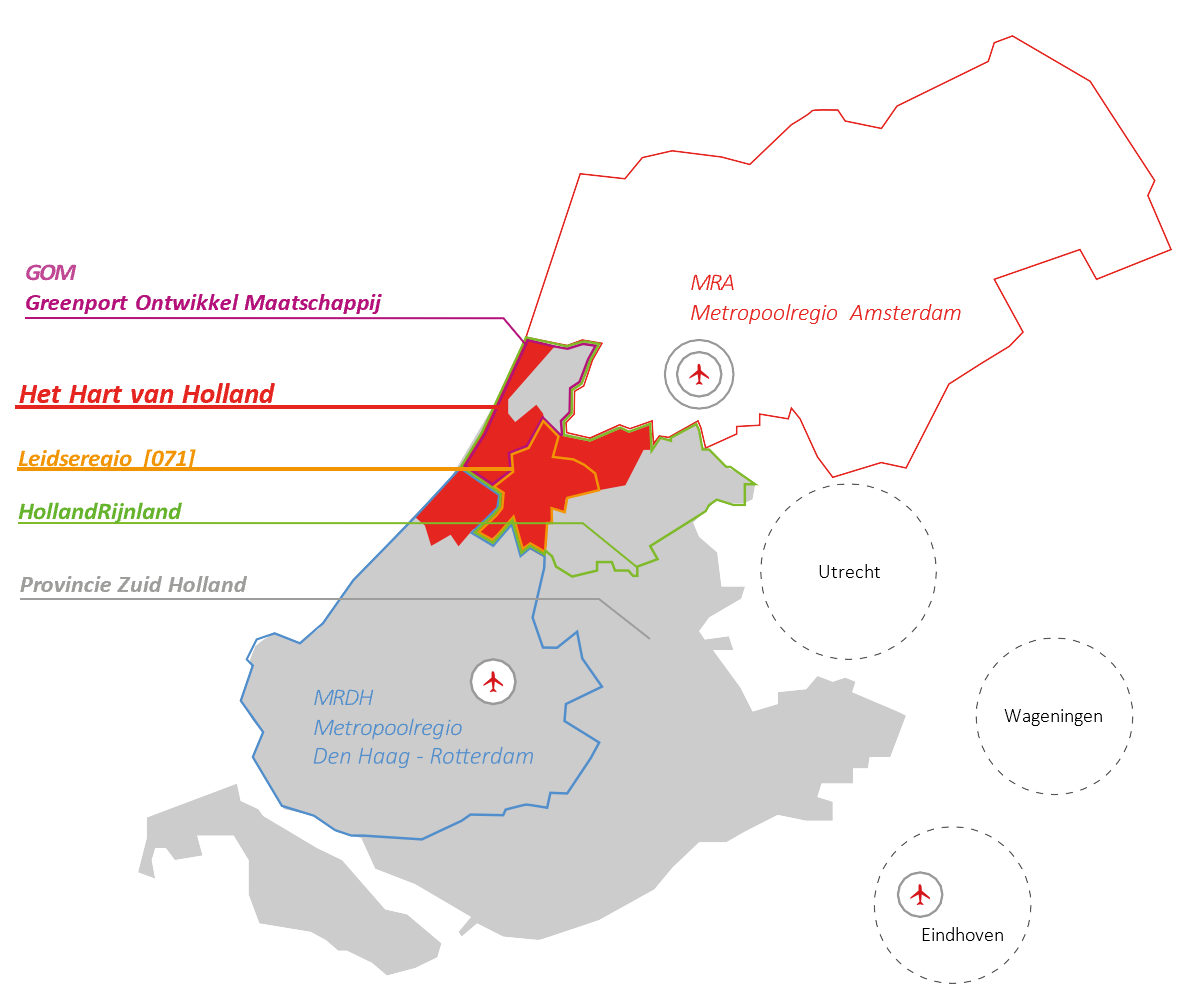 GOM
Greenport Ontwikkel Maatschappij
MRA
Metropoolregio Amsterdam
Het Hart van Holland
Leidseregio [071]
HollandRijnland
Provincie Zuid Holland
Utrecht
MRDH
Metropoolregio
Den Haag - Rotterdam
Wageningen
Eindhoven